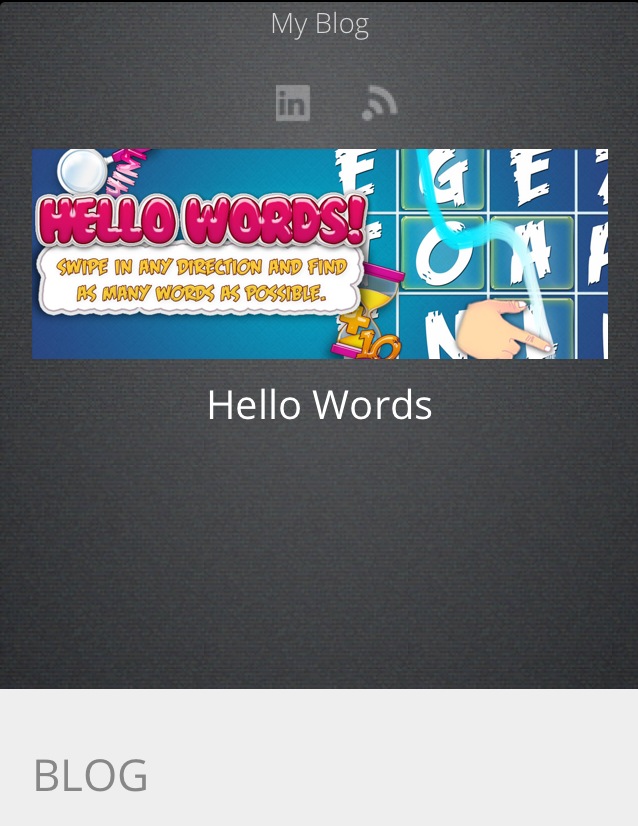 My Blog
in
HINT
HELLO WORDS!
SWIPE IN ANY DIRECTION AND FIND
AS MANY WORDS AS POSSIBLE.
+10
E G E
O A
Hello Words
BLOG